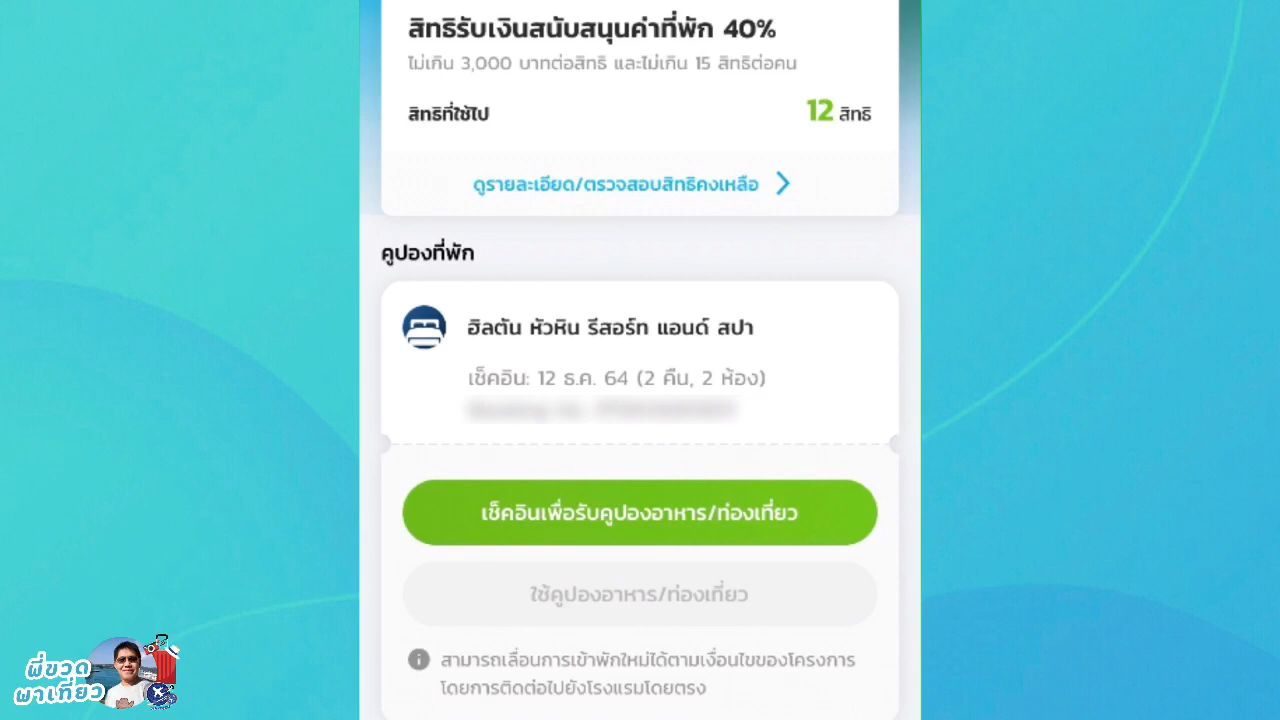 สิทธิรับเงินสนับสนุนค่าที่พัก 40%
ไม่เกิน 3,000 บาทต่อสิทธิ และไม่เกิน 15 สิทธิต่อคน
สิทธิที่ใช้ไป 12 สิทธิ
ดูรายละเอียด/ตรวจสอบสิทธิคงเหลือ
คูปองที่พัก
ฮิลตัน หัวหิน รีสอร์ท แอนด์ สปา
เช็คอิน: 12 ธ.ค. 64 (2 คืน, 2 ห้อง)
เช็คอินเพื่อรับคูปองอาหาร/ท่องเที่ยว
ใช้คูปองอาหาร/ท่องเที่ยว
สามารถเลื่อนการเข้าพักใหม่ได้ตามเงื่อนไขของโครงการ
โดยการติดต่อไปยังโรงแรมโดยตรง
พี่ขวด
พาเที่ยว